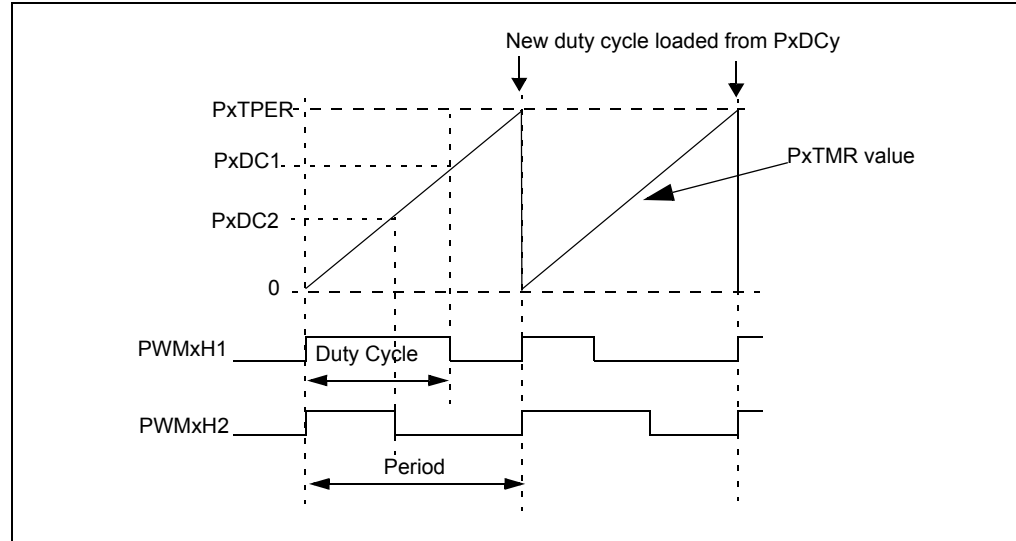 New duty cycle loaded from PxDCy
PxTPER
PxDC1
PxTMR value
PxDC2
0
PWMxH1
Duty Cycle
PWMxH2
Period